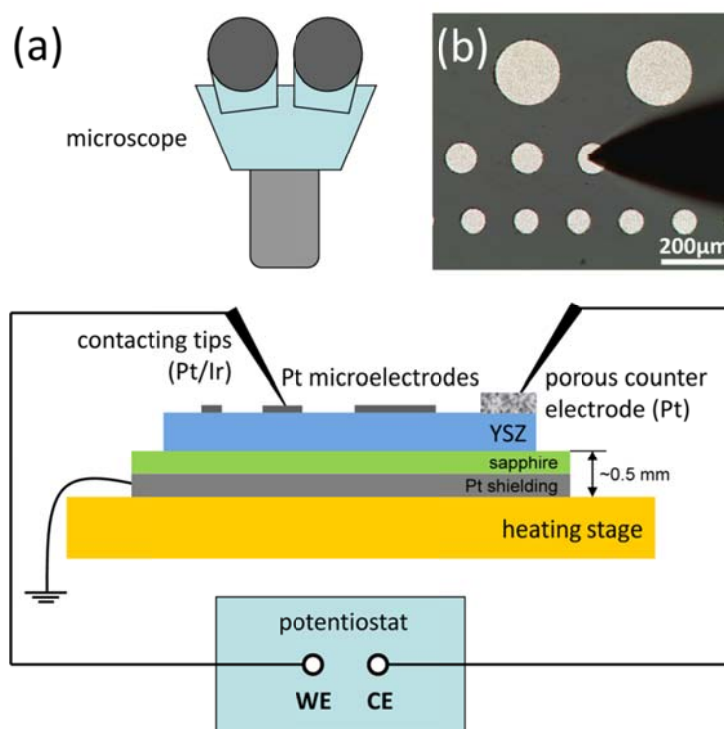 (a)
(b)
microscope
200µm
contacting tips
(Pt/Ir)
Pt microelectrodes
porous counter
electrode (Pt)
YSZ
sapphire
~0.5 mm
Pt shielding
heating stage
potiostat
WE CE